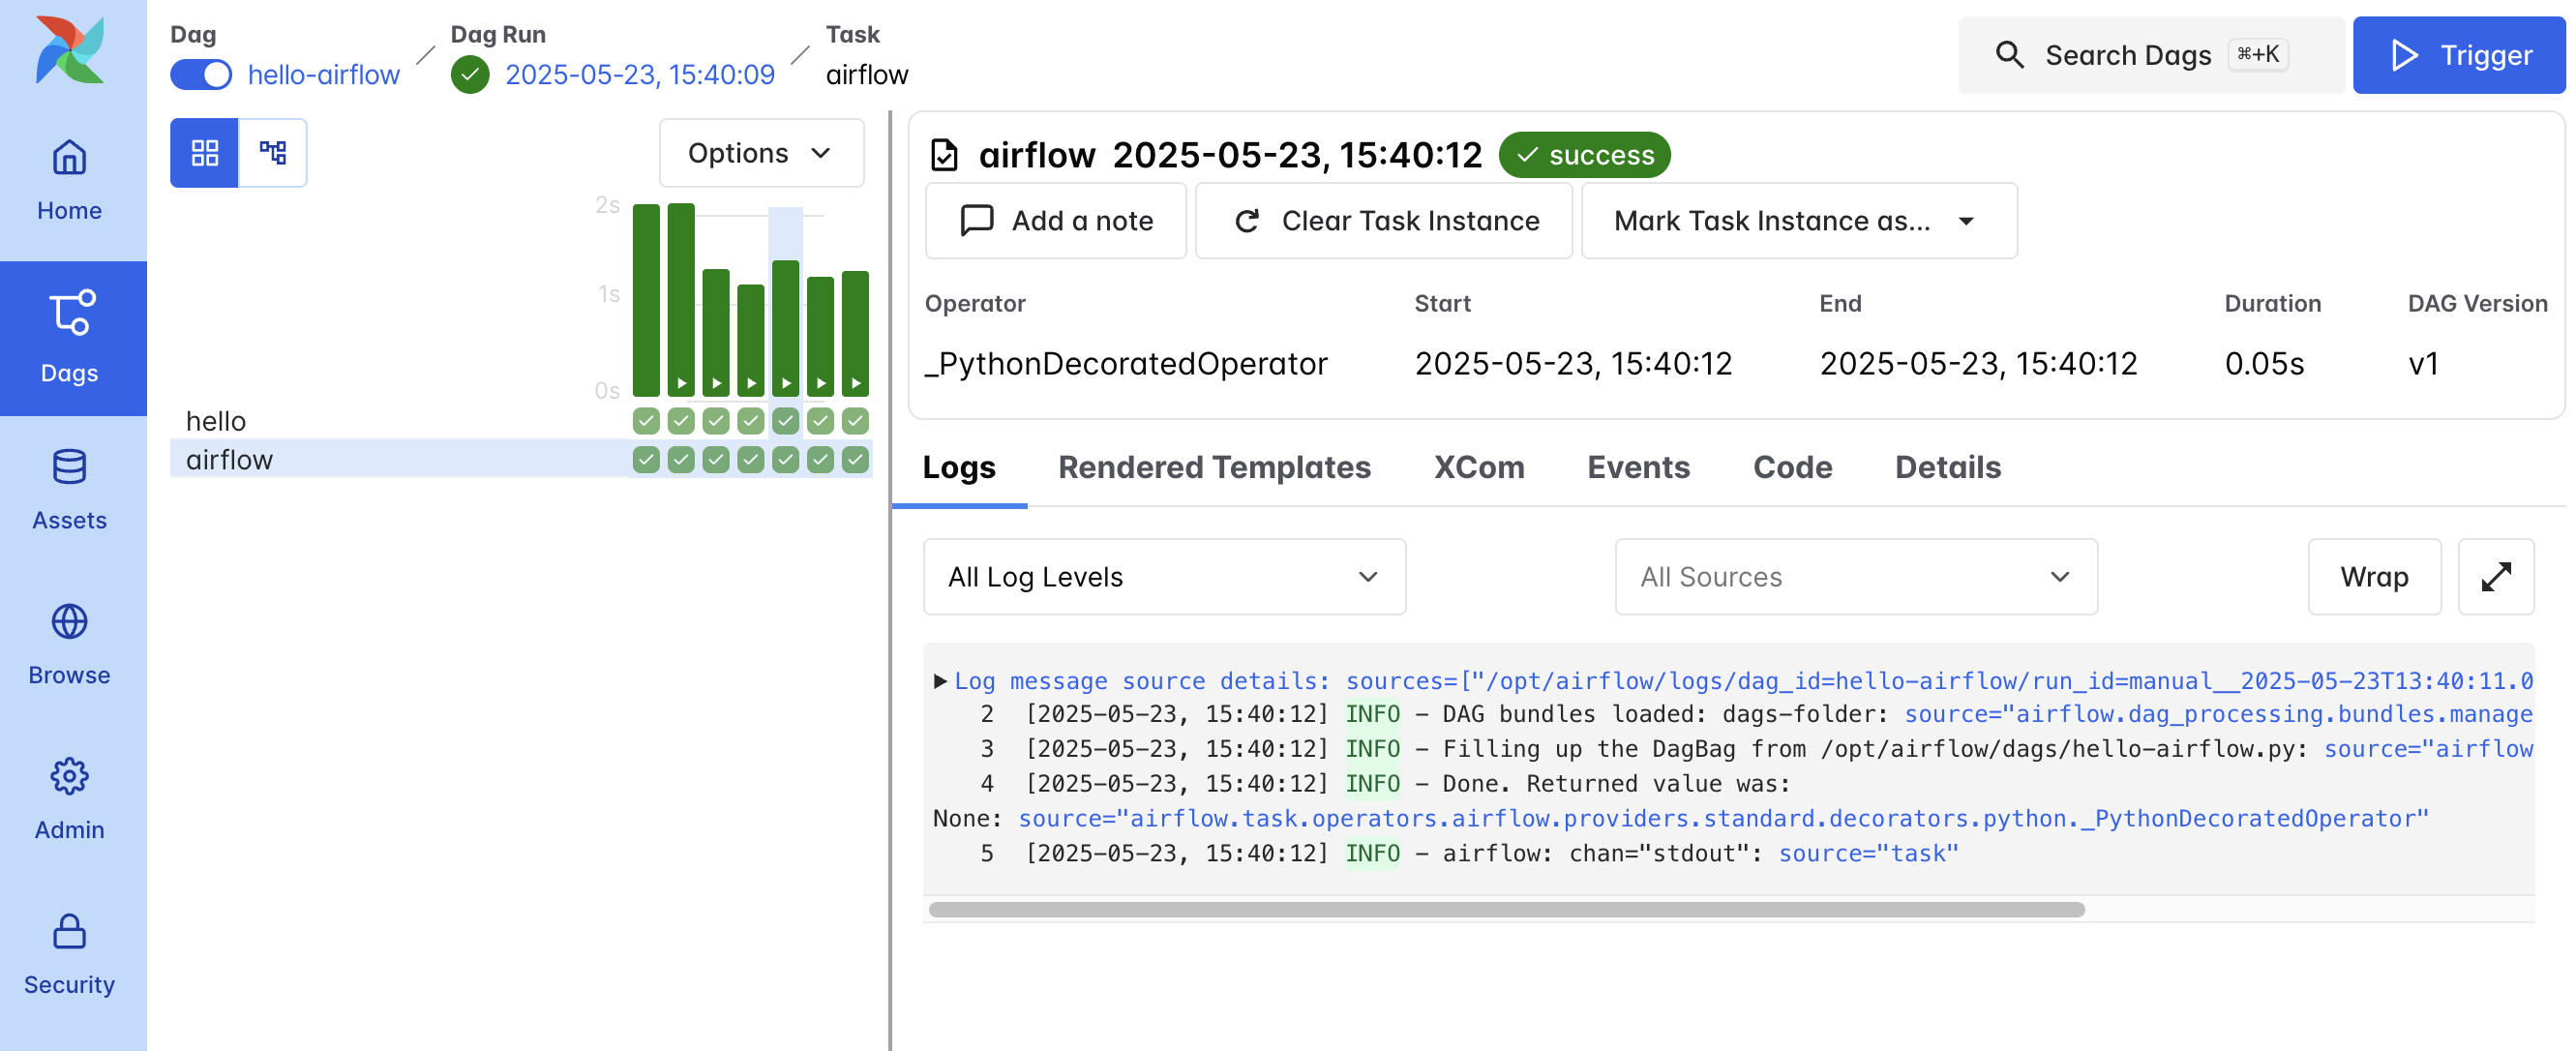 Dag
hello-airflow
Dag Run
2025-05-23, 15:40:09
Task
airflow
Search Dags ⌘+K
Trigger
Home
Dags
Assets
Browse
Admin
Security
Options
2s
1s
0s
hello
airflow
airflow 2025-05-23, 15:40:12 success
Add a note
Clear Task Instance
Mark Task Instance as...
Operator Start End Duration DAG Version
_PythonDecoratedOperator 2025-05-23, 15:40:12 2025-05-23, 15:40:12 0.05s v1
Logs Rendered Templates XCom Events Code Details
All Log Levels All Sources Wrap
Log message source details: sources=["/opt/airflow/logs/dag_id=hello-airflow/run_id=manual__2025-05-23T13:40:11.0
2 [2025-05-23, 15:40:12] INFO - DAG bundles loaded: dags-folder: source="airflow.dag_processing.bundles.manage
3 [2025-05-23, 15:40:12] INFO - Filling up the DagBag from /opt/airflow/dags/hello-airflow.py: source="airflow
4 [2025-05-23, 15:40:12] INFO - Done. Returned value was:
None: source="airflow.task.operators.airflow.providers.standard.decorators.python._PythonDecoratedOperator"
5 [2025-05-23, 15:40:12] INFO - airflow: chan="stdout": source="task"